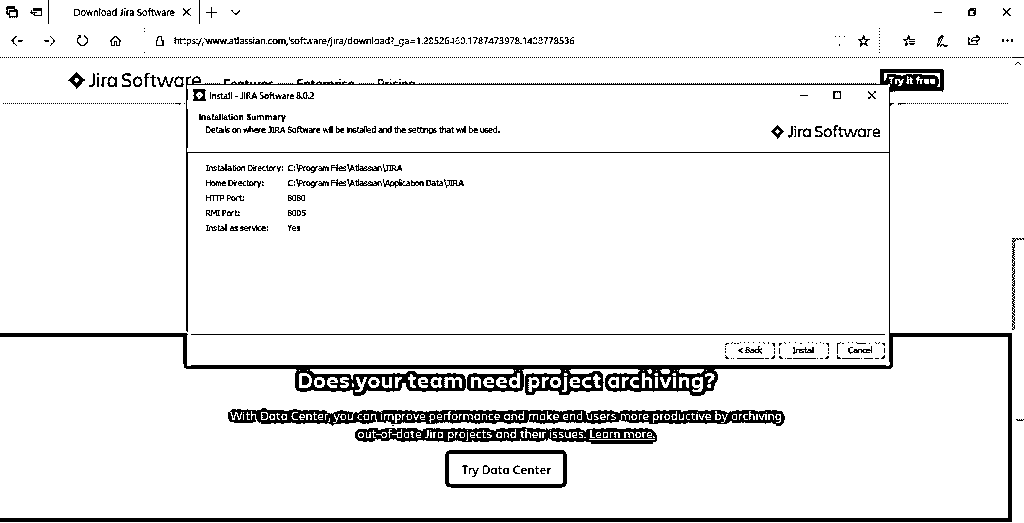 Download Jira Software
https://www.atlassian.com/software/jira/download?_ga=
Jira Software Features Enterprise Pricing Try it free
Install - JIRA Software 8.0.2
Installation Summary
Details on where JIRA Software will be installed and the settings that will be used.
Jira Software
Installation Directory: C:\Program Files\Atlassian\JIRA
Home Directory: C:\Program Files\Atlassian\Application Data\JIRA
HTTP Port: 8080
RMI Port: 8005
Install as service: Yes
< Back Install Cancel
Does your team need project archiving?
With Data Center, you can improve performance and make end users more productive by archiving
out-of-date Jira projects and their issues. Learn more.
Try Data Center